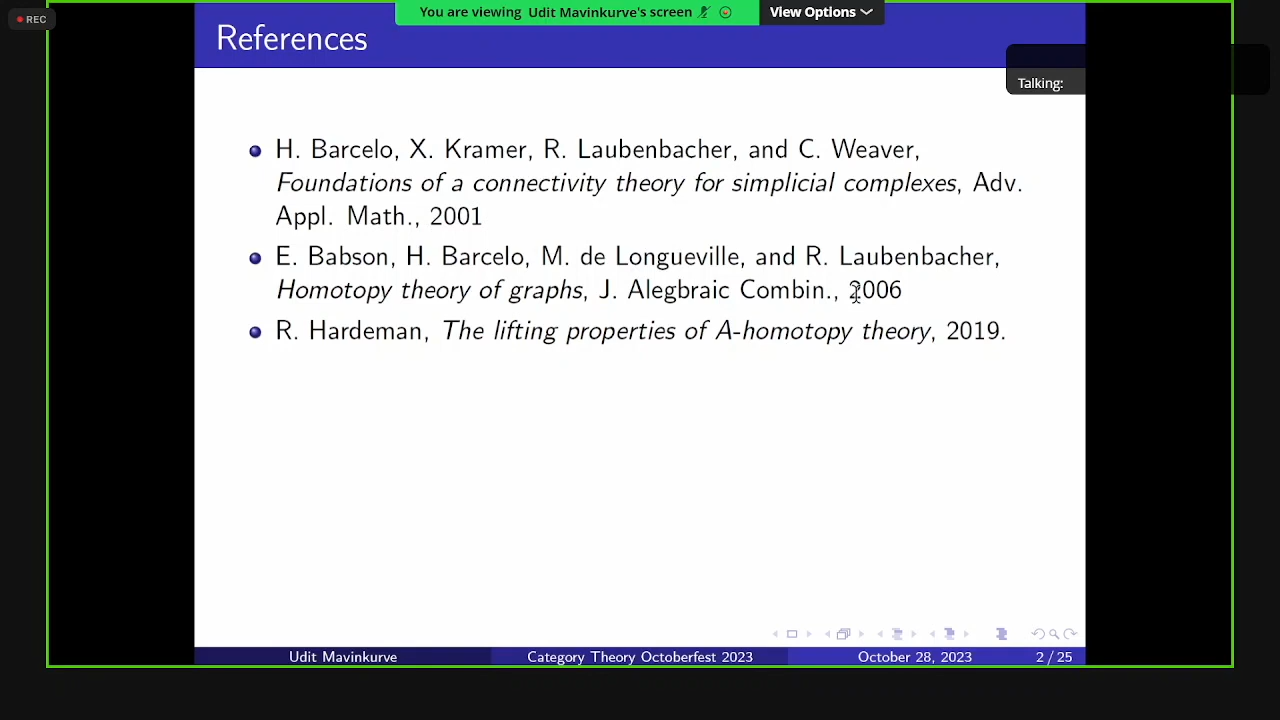 REC
You are viewing Udit Mavinkurve's screen
View Options
References
Talking:
H. Barcelo, X. Kramer, R. Laubenbacher, and C. Weaver,
Foundations of a connectivity theory for simplicial complexes, Adv.
Appl. Math., 2001
E. Babson, H. Barcelo, M. de Longueville, and R. Laubenbacher,
Homotopy theory of graphs, J. Alegbraic Combin., 2006
R. Hardeman, The lifting properties of A-homotopy theory, 2019.
Udit Mavinkurve
Category Theory Octoberfest 2023
October 28, 2023
2 / 25